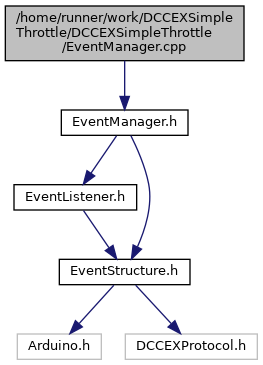 /home/runner/work/DCCEXSimple
Throttle/DCCEXSimpleThrottle
/EventManager.cpp
EventManager.h
EventListener.h
EventStructure.h
Arduino.h
DCCEXProtocol.h